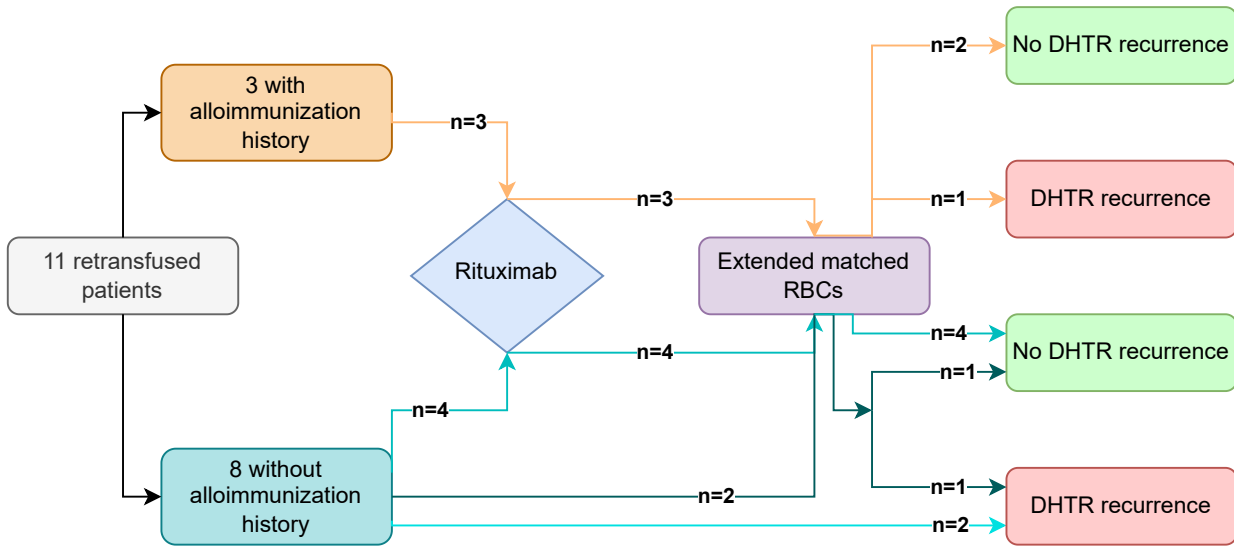 n=2
No DHTR recurrence
3 with
alloimmunization
history
n=3
n=3
n=1
DHTR recurrence
11 retransfused
patients
Rituximab
Extended matched
RBCs
n=4
No DHTR recurrence
n=4
n=1
n=4
8 without
alloimmunization
history
n=2
n=1
DHTR recurrence
n=2